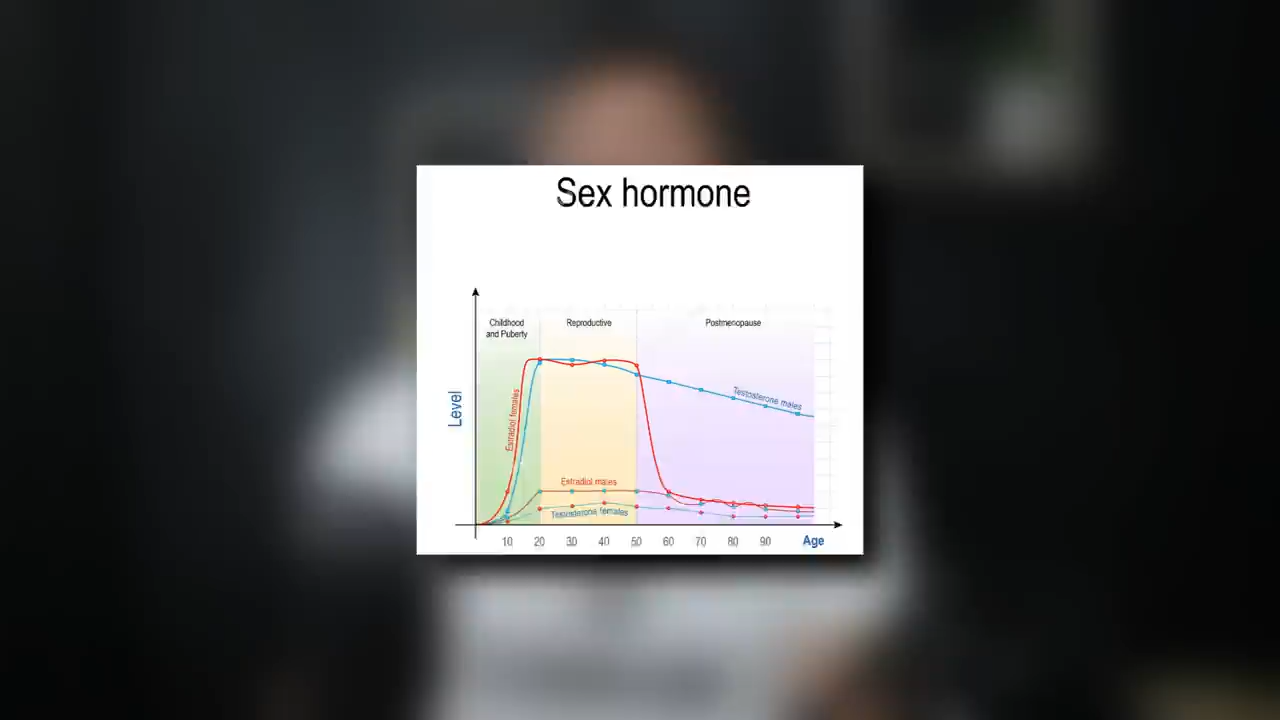 Sex hormone
Childhood
and Puberty
Reproductive
Postmenopause
Level
Estradiol females
Testosterone males
Estradiol males
Testosterone females
10 20 30 40 50 60 70 80 90 Age